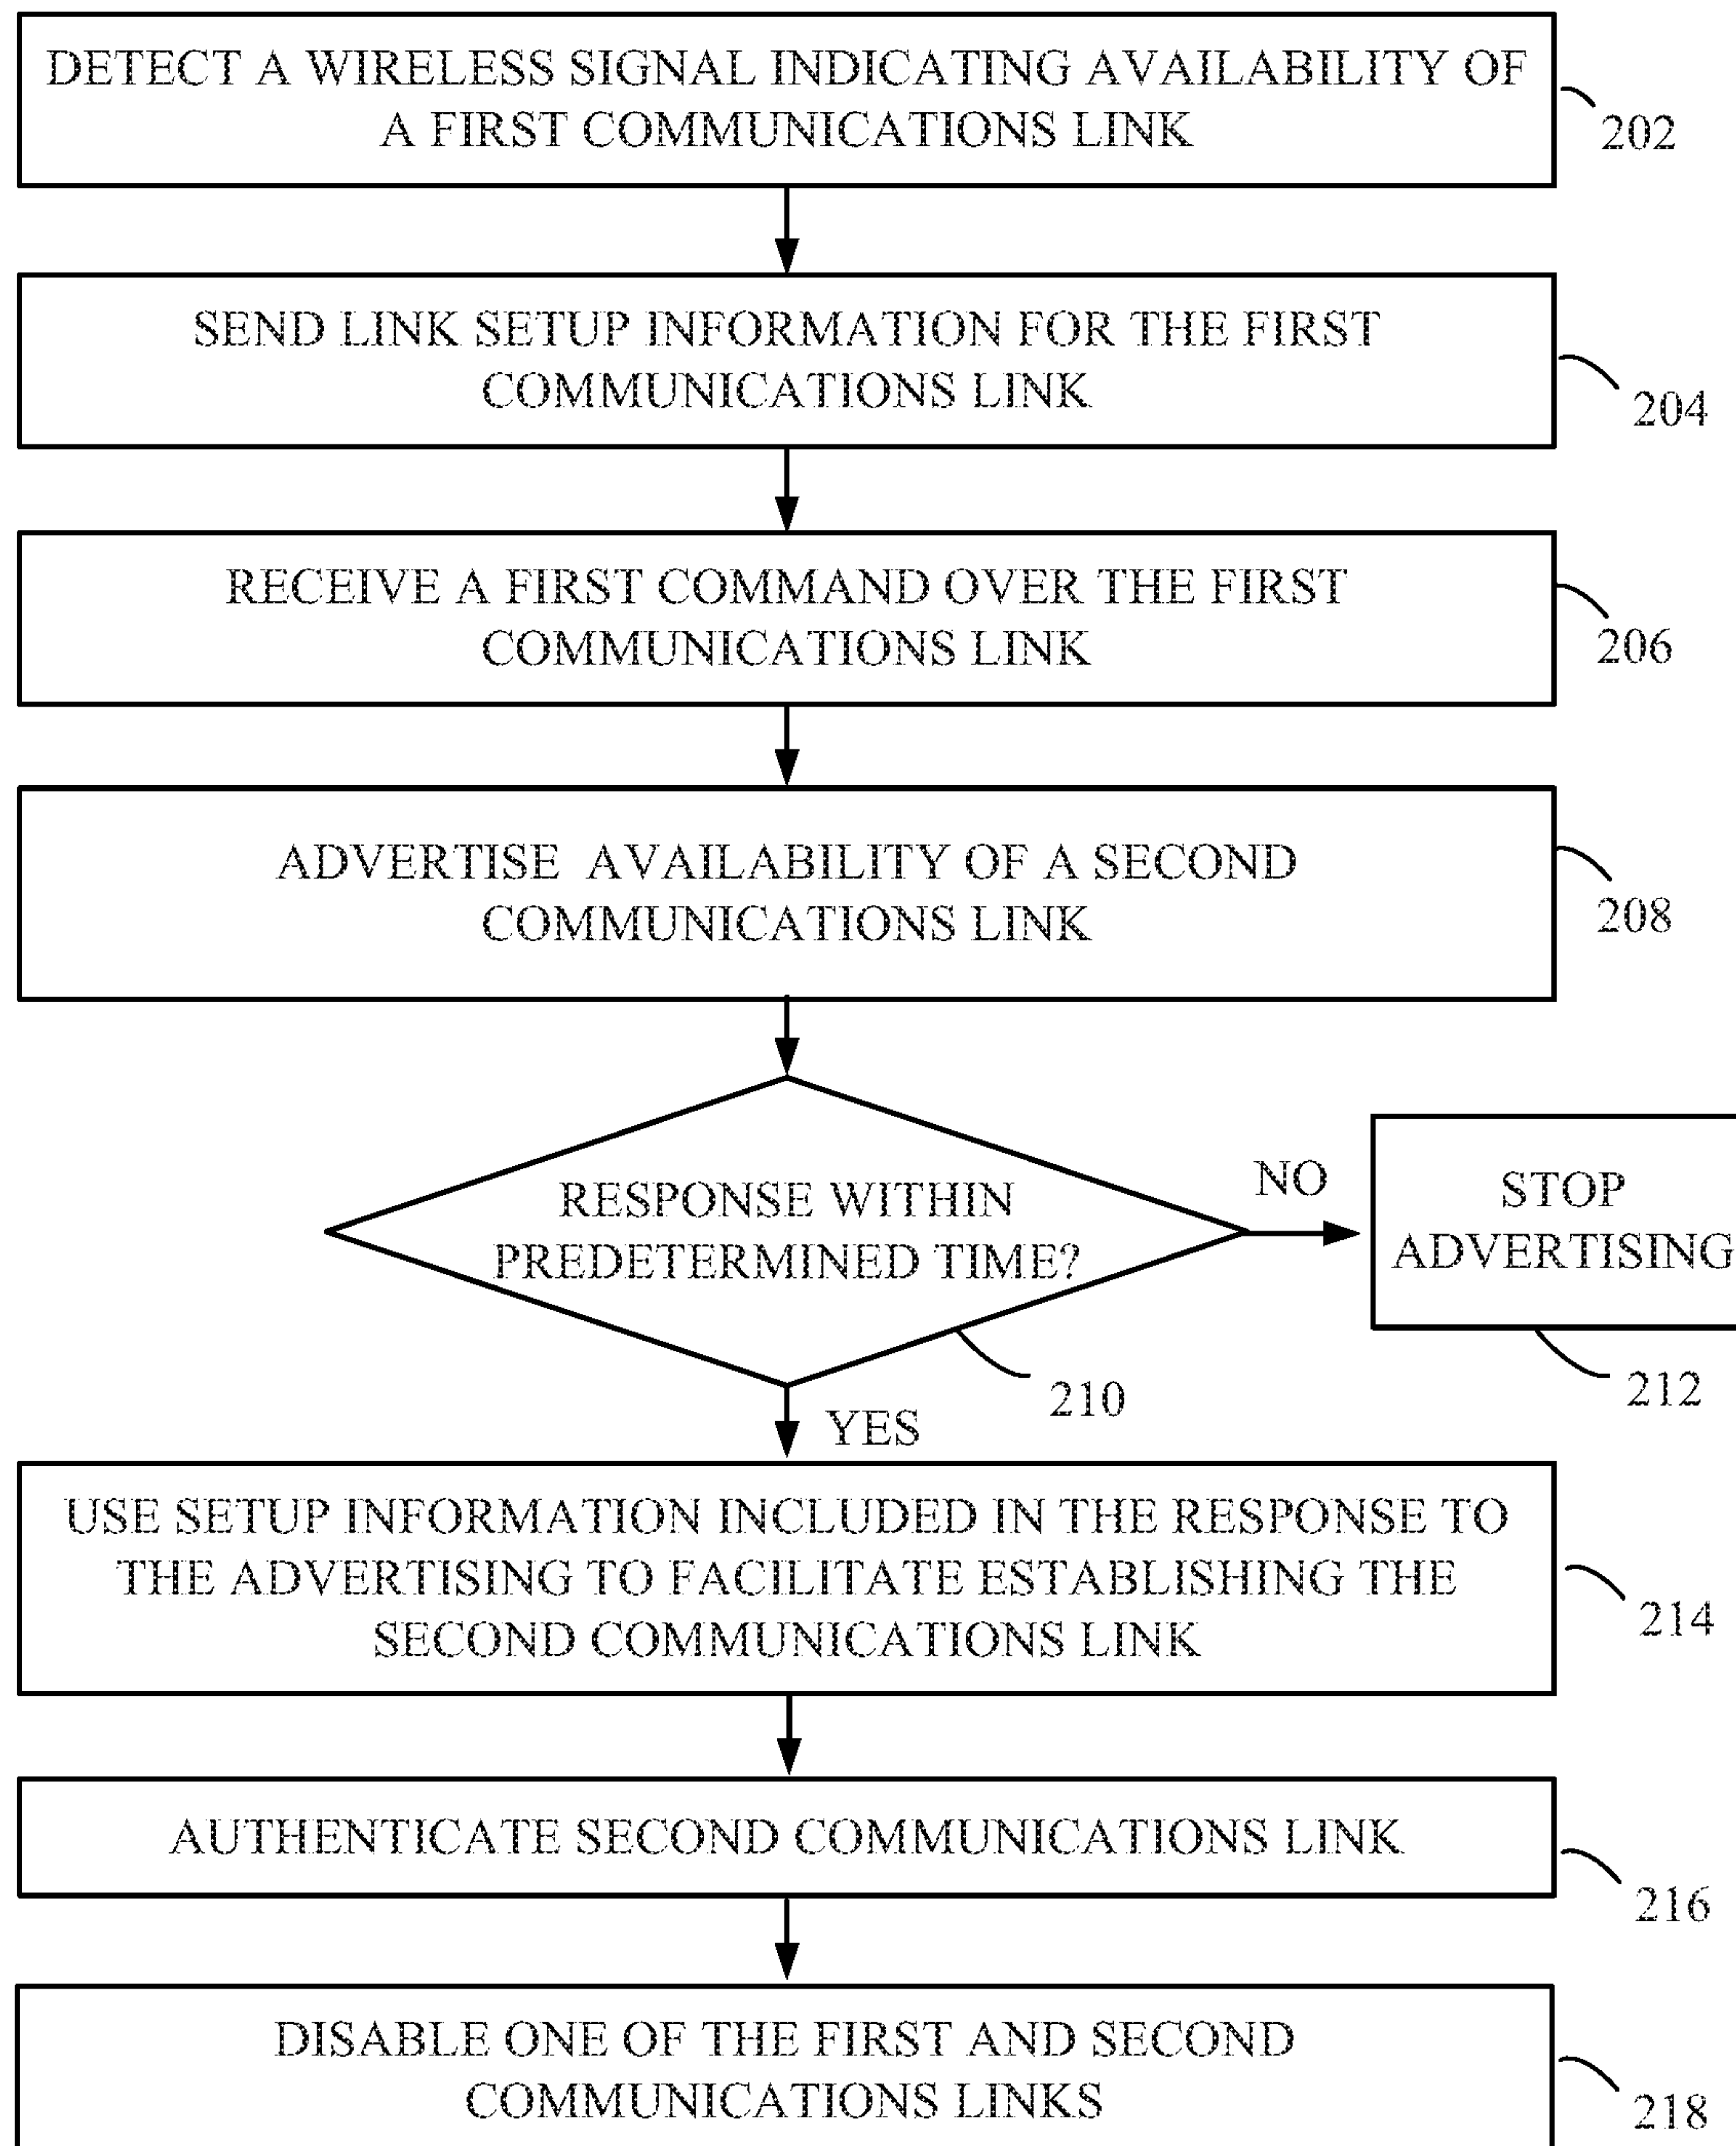 DETECT A WIRELESS SIGNAL INDICATING AVAILABILITY OF
A FIRST COMMUNICATIONS LINK
202
SEND LINK SETUP INFORMATION FOR THE FIRST
COMMUNICATIONS LINK
204
RECEIVE A FIRST COMMAND OVER THE FIRST
COMMUNICATIONS LINK
206
ADVERTISE AVAILABILITY OF A SECOND
COMMUNICATIONS LINK
208
RESPONSE WITHIN
PREDETERMINED TIME?
210
NO
STOP
ADVERTISING
212
YES
USE SETUP INFORMATION INCLUDED IN THE RESPONSE TO
THE ADVERTISING TO FACILITATE ESTABLISHING THE
SECOND COMMUNICATIONS LINK
214
AUTHENTICATE SECOND COMMUNICATIONS LINK
216
DISABLE ONE OF THE FIRST AND SECOND
COMMUNICATIONS LINKS
218